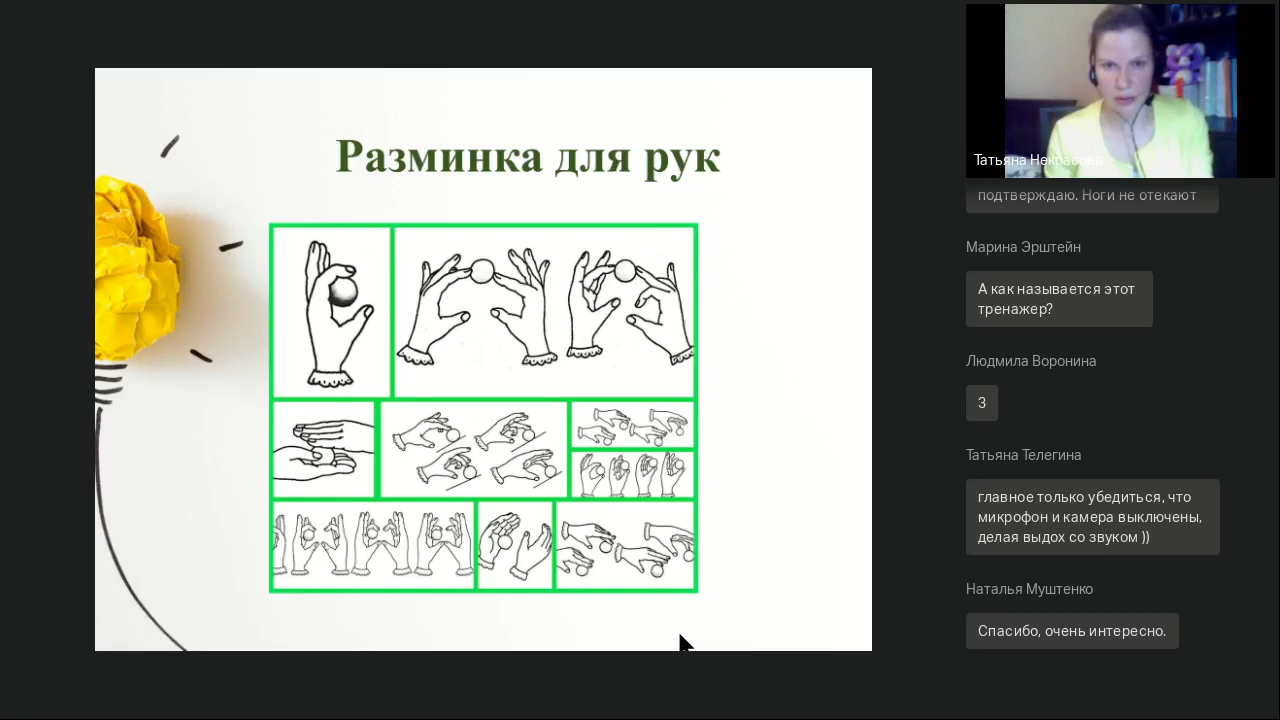 Разминка для рук
Татьяна Некрасова
подтверждаю. Ноги не отекают
Марина Эрштейн
А как называется этот
тренажер?
Людмила Воронина
3
Татьяна Телегина
главное только убедиться, что
микрофон и камера выключены,
делая выдох со звуком ))
Наталья Муштенко
Спасибо, очень интересно.